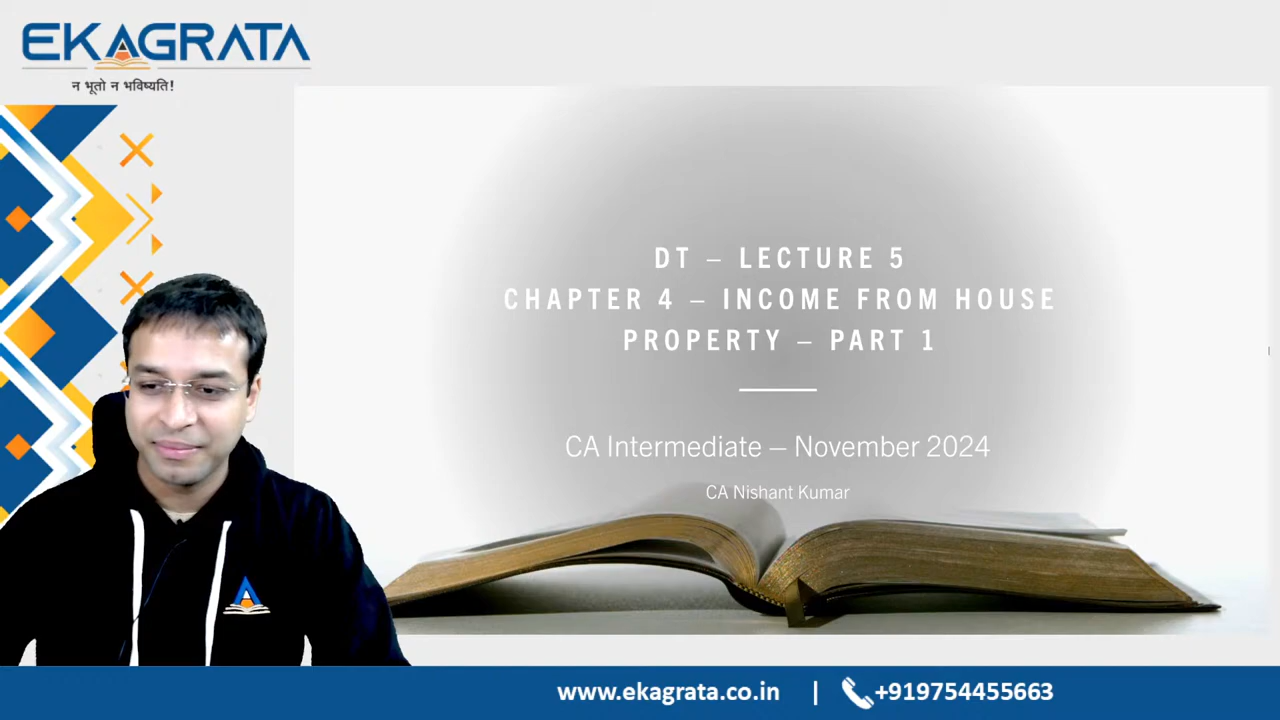 EKAGRATA
न भूतो न भविष्यति!
DT – LECTURE 5
CHAPTER 4 – INCOME FROM HOUSE
PROPERTY – PART 1
CA Intermediate – November 2024
CA Nishant Kumar
www.ekagrata.co.in | +919754455663